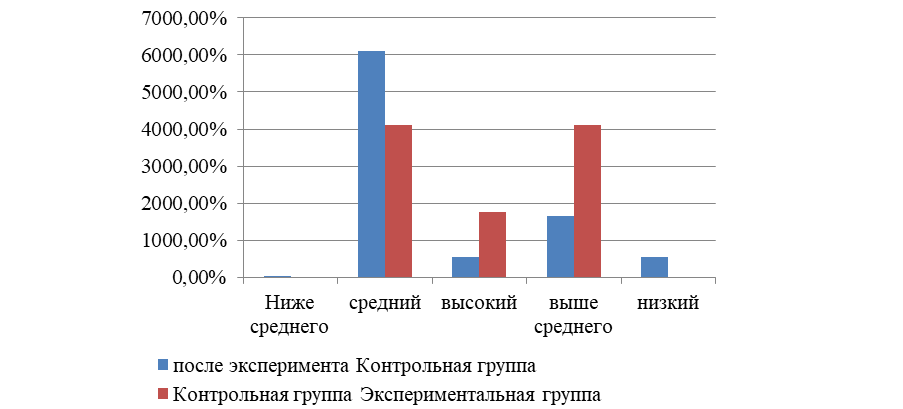 7000,00%
6000,00%
5000,00%
4000,00%
3000,00%
2000,00%
1000,00%
0,00%
Ниже среднего
средний
высокий
выше среднего
низкий
после эксперимента Контрольная группа
Контрольная группа Экспериментальная группа